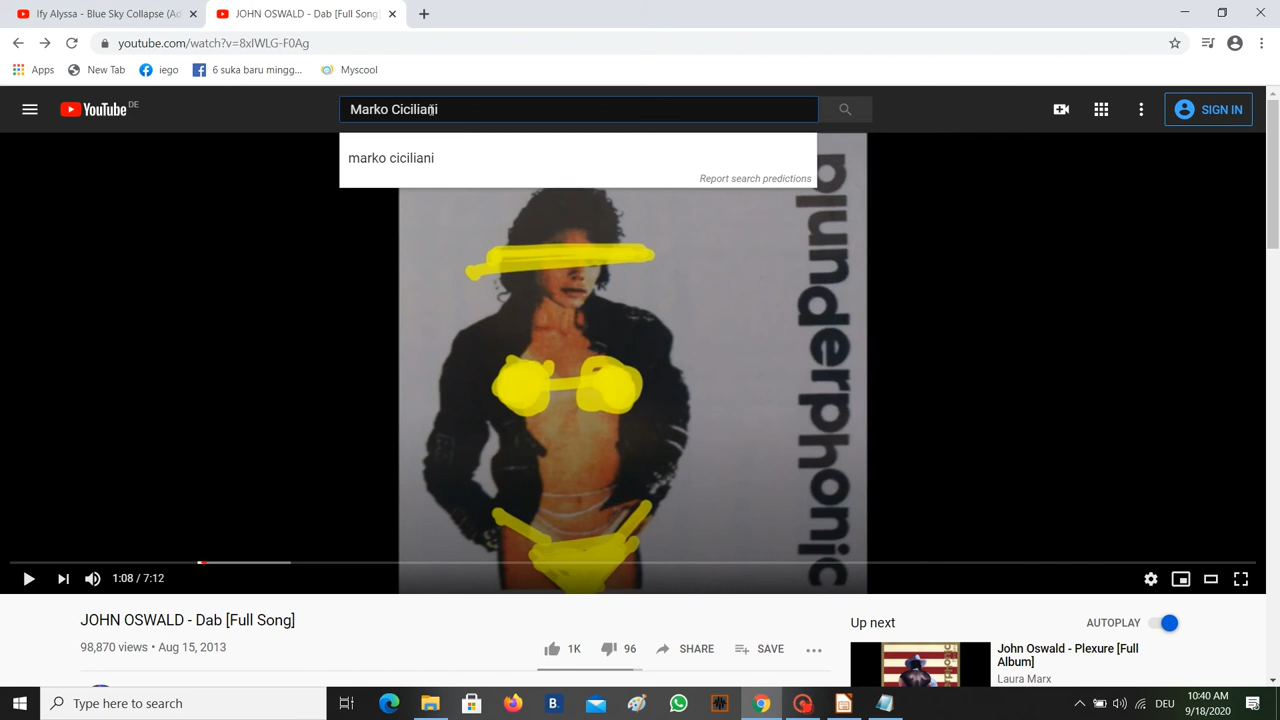 Ify Alyssa - Blue Sky Collapse (Ad
JOHN OSWALD - Dab [Full Song]
youtube.com/watch?v=8xIWLG-F0Ag
Apps
New Tab
iego
6 suka baru mingg...
Myscool
YouTube DE
Marko Ciciliani
SIGN IN
marko ciciliani
Report search predictions
plunderphonic
1:08 / 7:12
JOHN OSWALD - Dab [Full Song]
98,870 views • Aug 15, 2013
1K
96
SHARE
SAVE
Up next
AUTOPLAY
John Oswald - Plexure [Full
Album]
Laura Marx
Type here to search
DEU
10:40 AM
9/18/2020